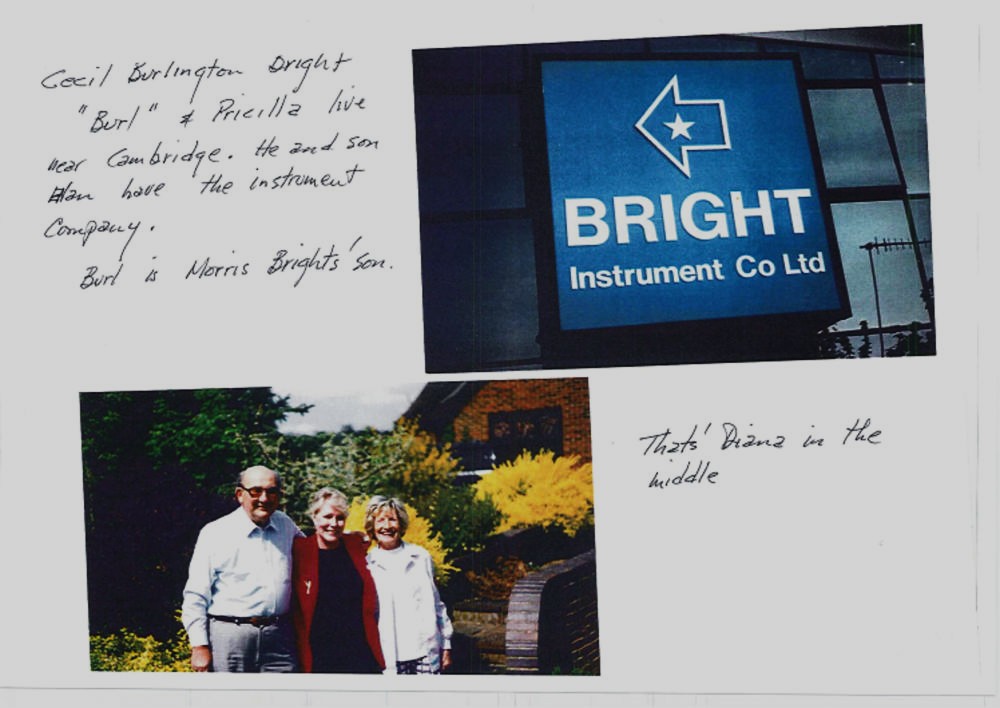 Cecil Burlington Bright
"Burl" & Pricilla live
near Cambridge. He and son
Alan have the instrument
Company.
Burl is Morris Brights' son.
BRIGHT
Instrument Co Ltd
Thats' Diana in the
middle